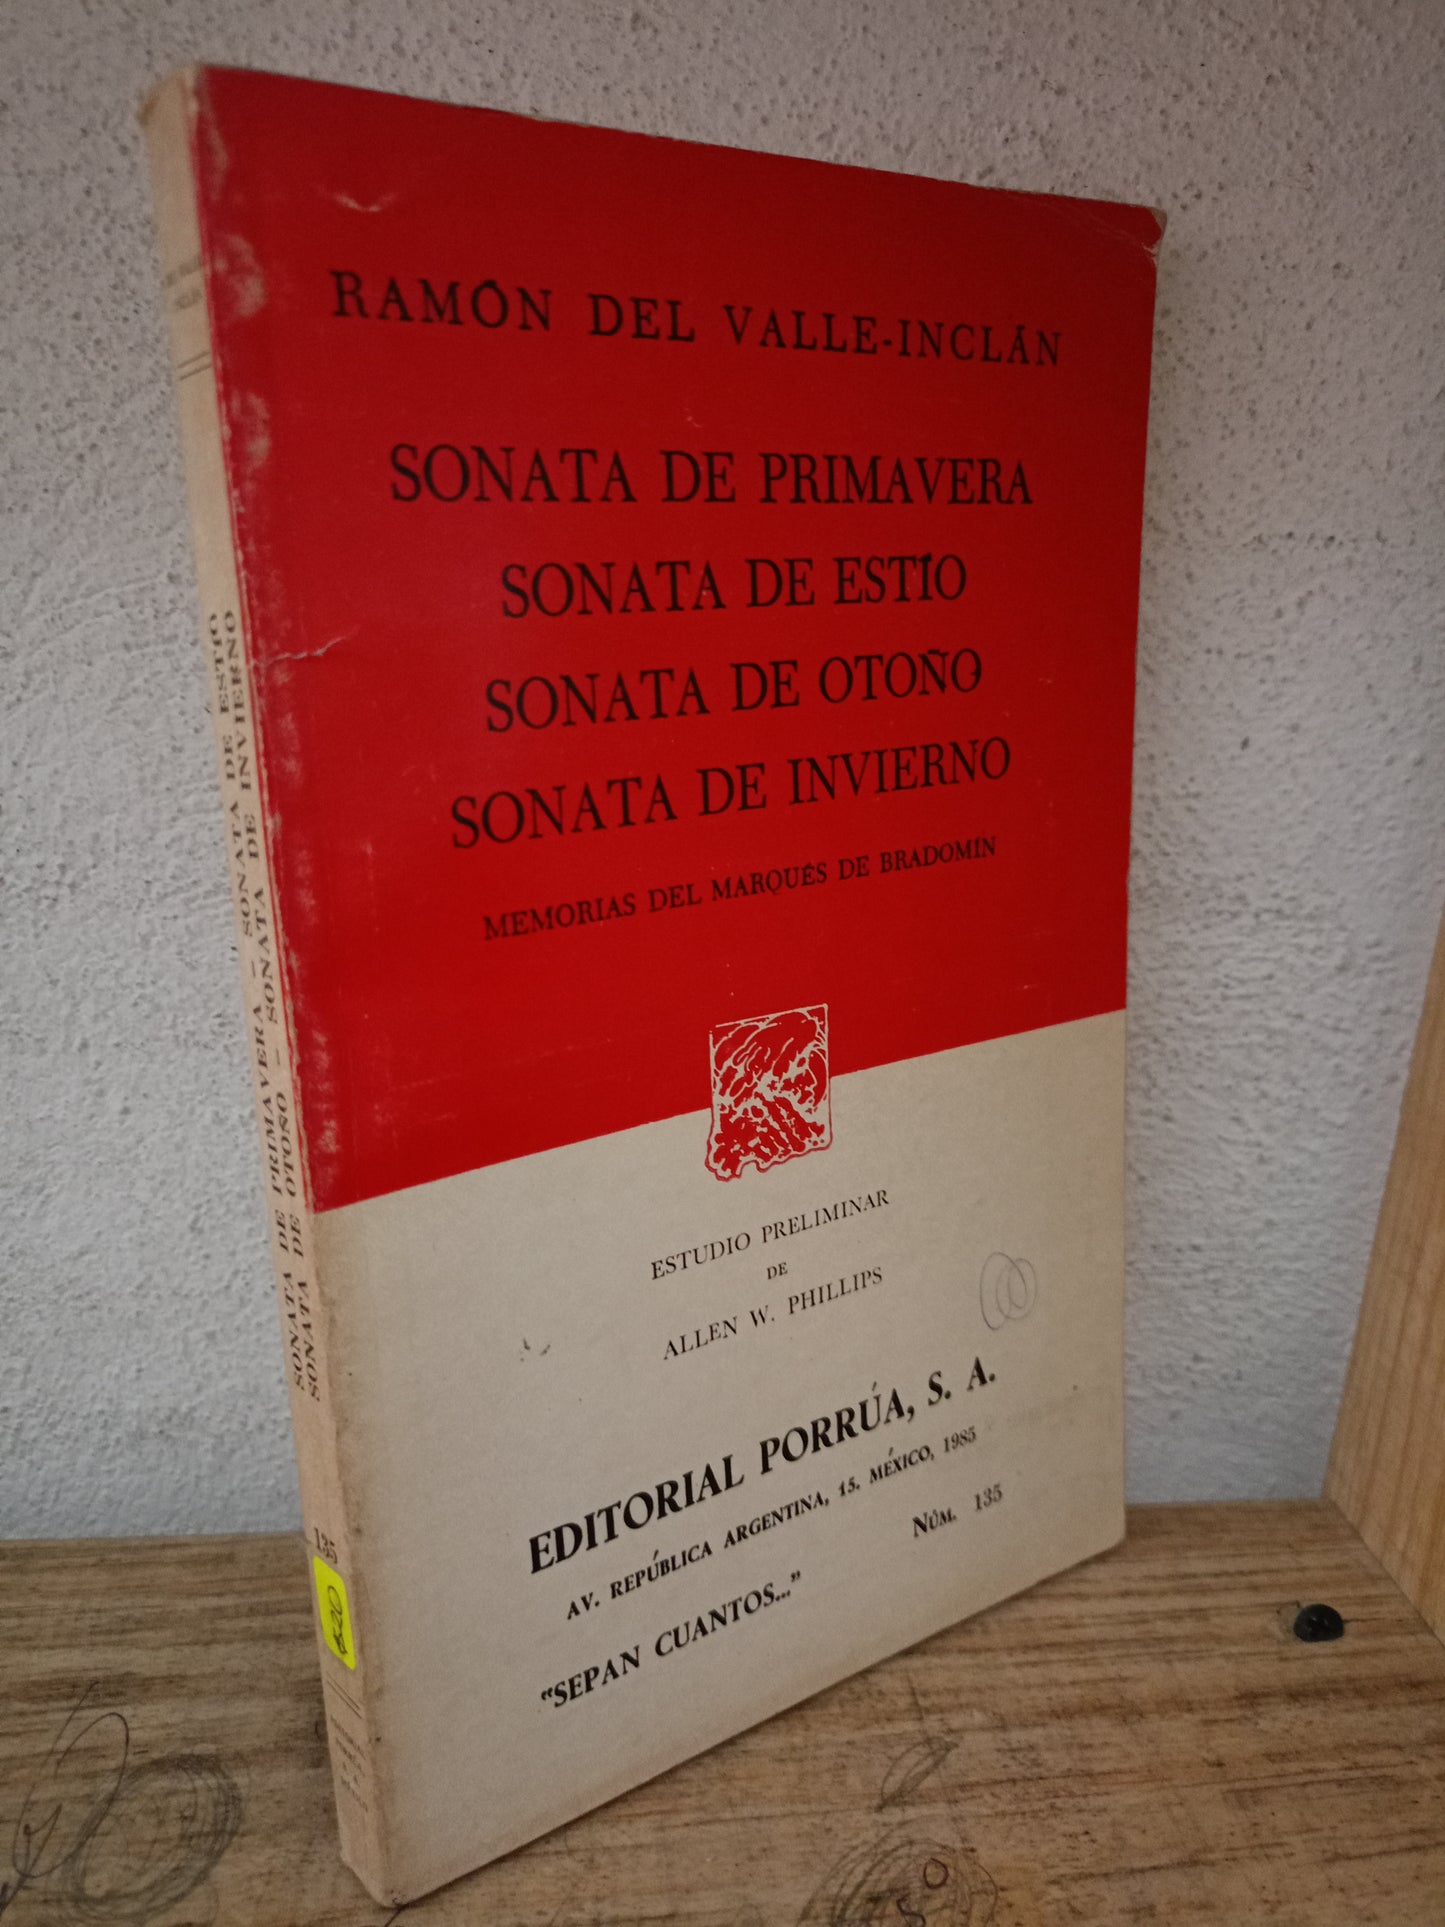 RAMÓN DEL VALLE-INCLÁN
SONATA DE PRIMAVERA
SONATA DE ESTÍO
SONATA DE OTOÑO
SONATA DE INVIERNO
MEMORIAS DEL MARQUÉS DE BRADOMÍN
ESTUDIO PRELIMINAR
DE
ALLEN W. PHILLIPS
EDITORIAL PORRÚA, S. A.
AV. REPÚBLICA ARGENTINA, 15. MÉXICO, 1985
"SEPAN CUANTOS..."
NÚM. 135
SONATA DE PRIMAVERA – SONATA DE ESTIO
SONATA DE OTOÑO – SONATA DE INVIERNO
135
$20